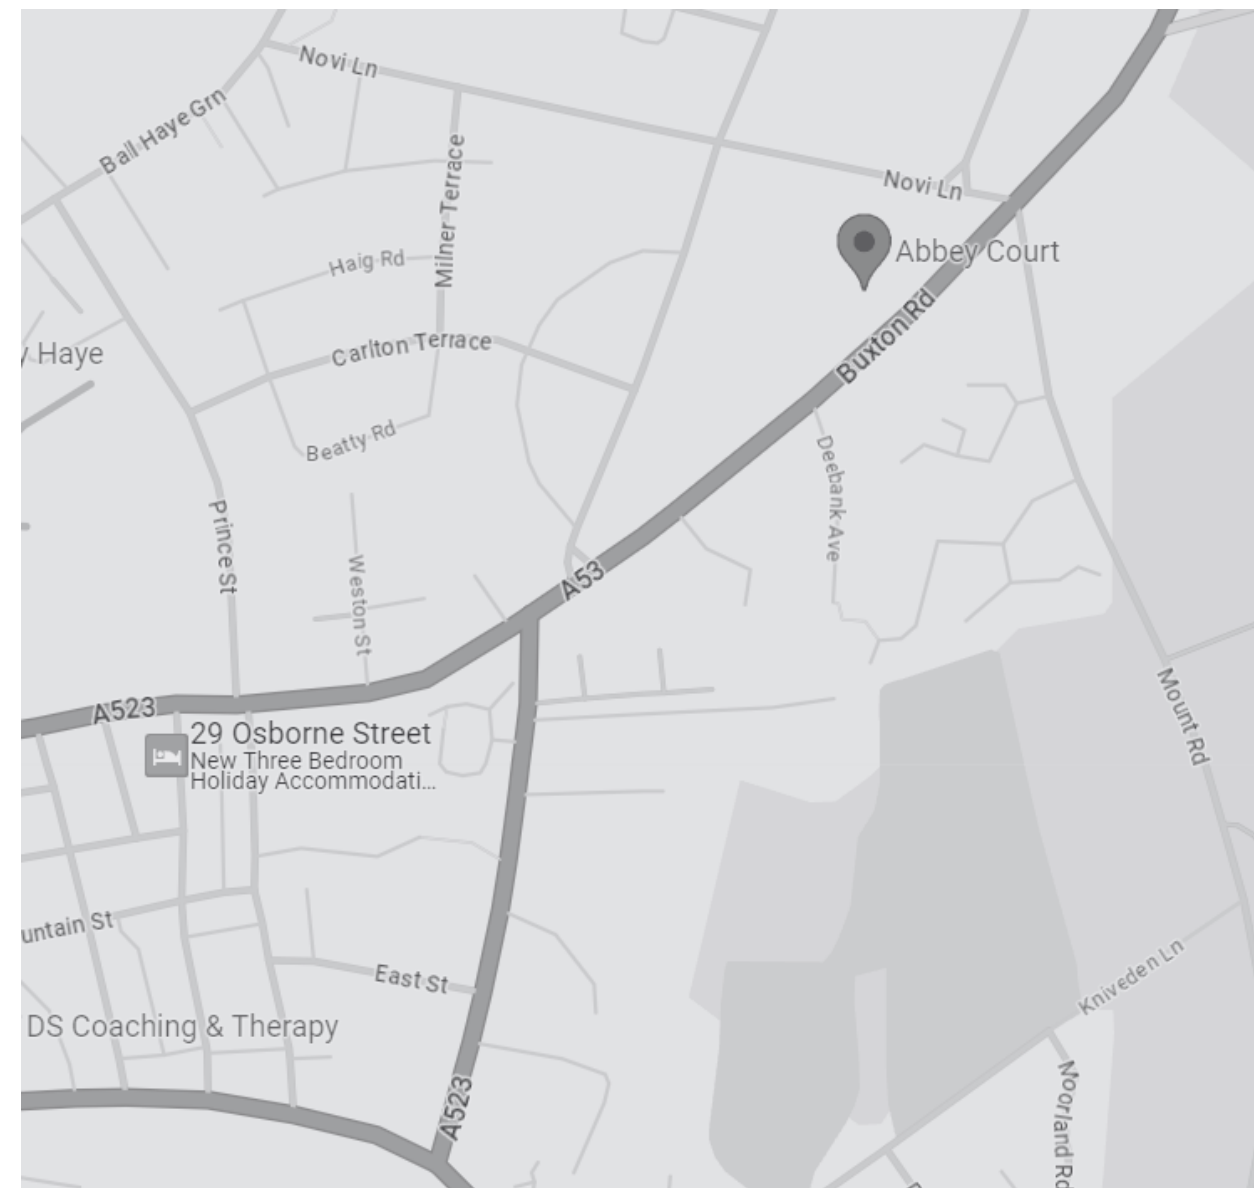 Novi Ln
Ball Haye Grn
Milner Terrace
Novi Ln
Abbey Court
Haig Rd
Buxton Rd
Carlton Terrace
y Haye
Beatty Rd
Deebank Ave
Prince St
Weston St
A53
A523
Mount Rd
29 Osborne Street
New Three Bedroom
Holiday Accommodati...
untain St
East St
Kniveden Ln
DS Coaching & Therapy
A523
Moorland Rd